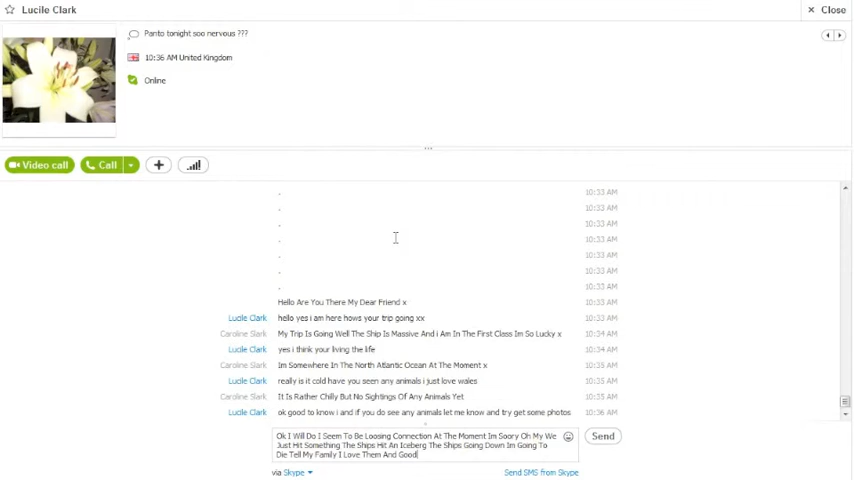 Lucile Clark
Close
Panto tonight soo nervous ???
10:36 AM United Kingdom
Online
Video call
Call
. 10:33 AM
. 10:33 AM
. 10:33 AM
. 10:33 AM
. 10:33 AM
. 10:33 AM
. 10:33 AM
Hello Are You There My Dear Friend x 10:33 AM
Lucile Clark hello yes i am here hows your trip going xx 10:33 AM
Caroline Slark My Trip Is Going Well The Ship Is Massive And i Am In The First Class Im So Lucky x 10:34 AM
Lucile Clark yes i think your living the life 10:34 AM
Caroline Slark Im Somewhere In The North Atlantic Ocean At The Moment x 10:35 AM
Lucile Clark really is it cold have you seen any animals i just love wales 10:35 AM
Caroline Slark It Is Rather Chilly But No Sightings Of Any Animals Yet 10:35 AM
Lucile Clark ok good to know i and if you do see any animals let me know and try get some photos 10:36 AM
Ok I Will Do I Seem To Be Loosing Connection At The Moment Im Soorry Oh My We
Just Hit Something The Ships Hit An Iceberg The Ships Going Down Im Going To
Die Tell My Family I Love Them And Good
Send
via Skype
Send SMS from Skype